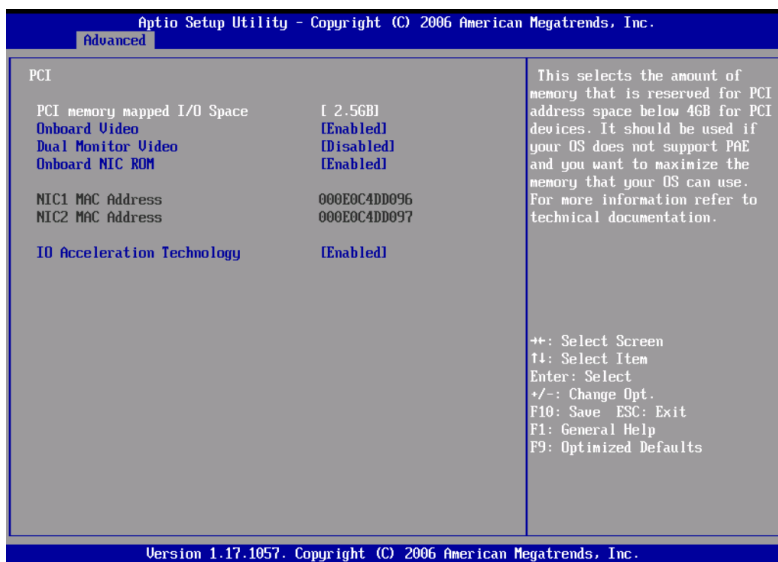 Aptio Setup Utility - Copyright (C) 2006 American Megatrends, Inc.
Advanced
PCI
PCI memory mapped I/O Space [ 2.5GB]
Onboard Video [Enabled]
Dual Monitor Video [Disabled]
Onboard NIC ROM [Enabled]
NIC1 MAC Address 000E0C4DD096
NIC2 MAC Address 000E0C4DD097
IO Acceleration Technology [Enabled]
This selects the amount of
memory that is reserved for PCI
address space below 4GB for PCI
devices. It should be used if
your OS does not support PAE
and you want to maximize the
memory that your OS can use.
For more information refer to
technical documentation.
→←: Select Screen
↑↓: Select Item
Enter: Select
+/-: Change Opt.
F10: Save ESC: Exit
F1: General Help
F9: Optimized Defaults
Version 1.17.1057. Copyright (C) 2006 American Megatrends, Inc.